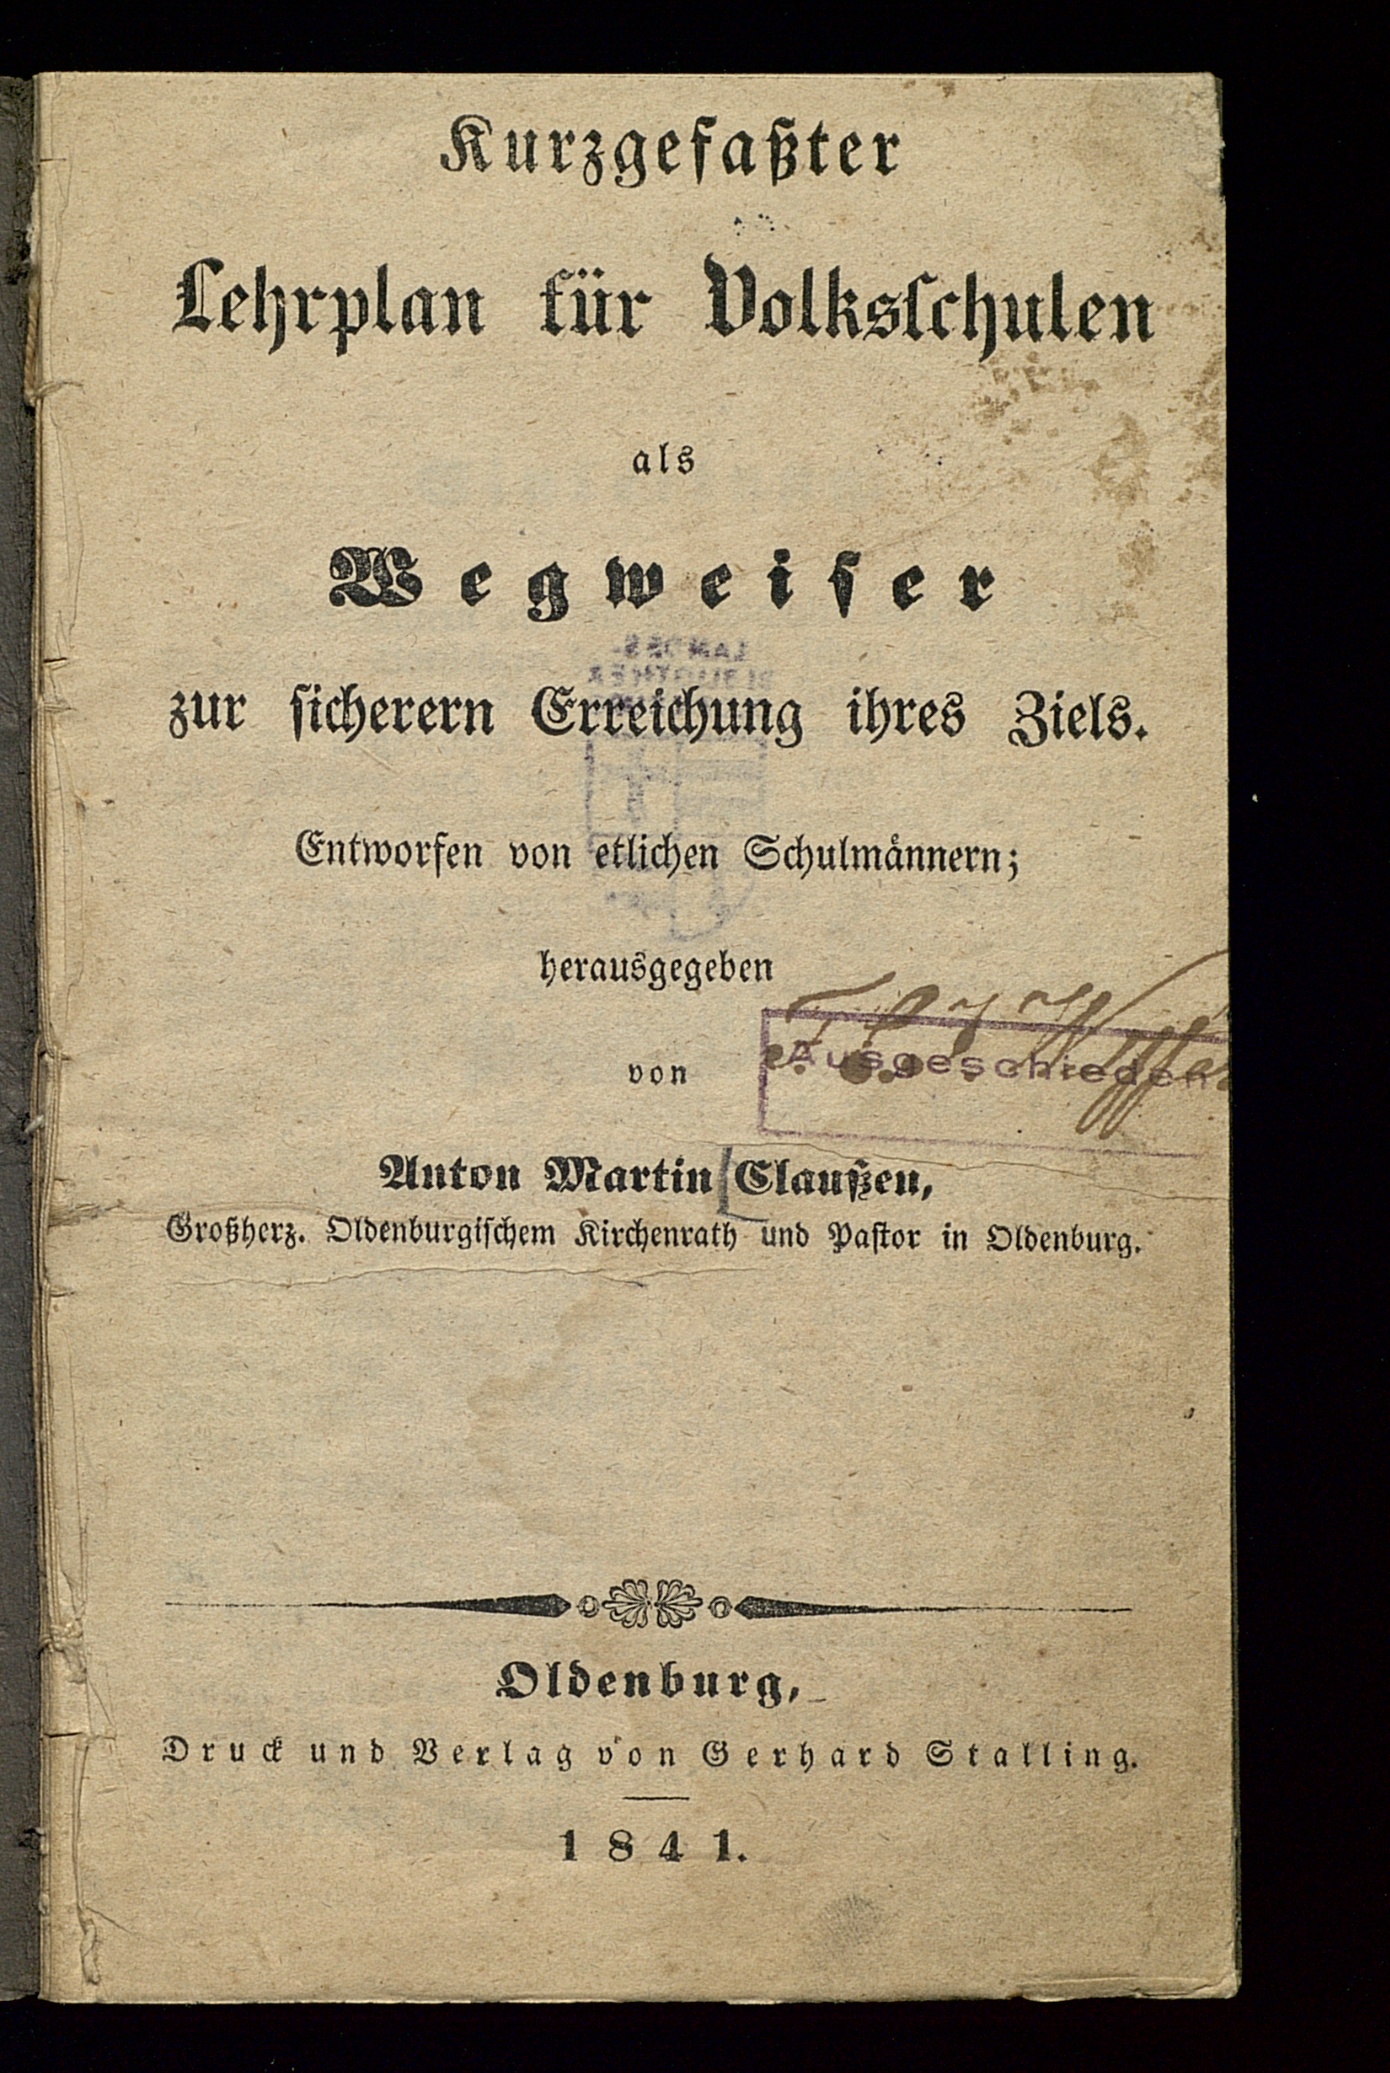 Kurzgefaßter
Lehrplan für Volksschulen
als
Wegweiser
zur sicherern Erreichung ihres Ziels.
Entworfen von etlichen Schulmännern;
herausgegeben
von
Ausgeschieden
Anton Martin Claußen,
Großherz. Oldenburgischem Kirchenrath und Pastor in Oldenburg.
Oldenburg,
Druck und Verlag von Gerhard Stalling.
1841.